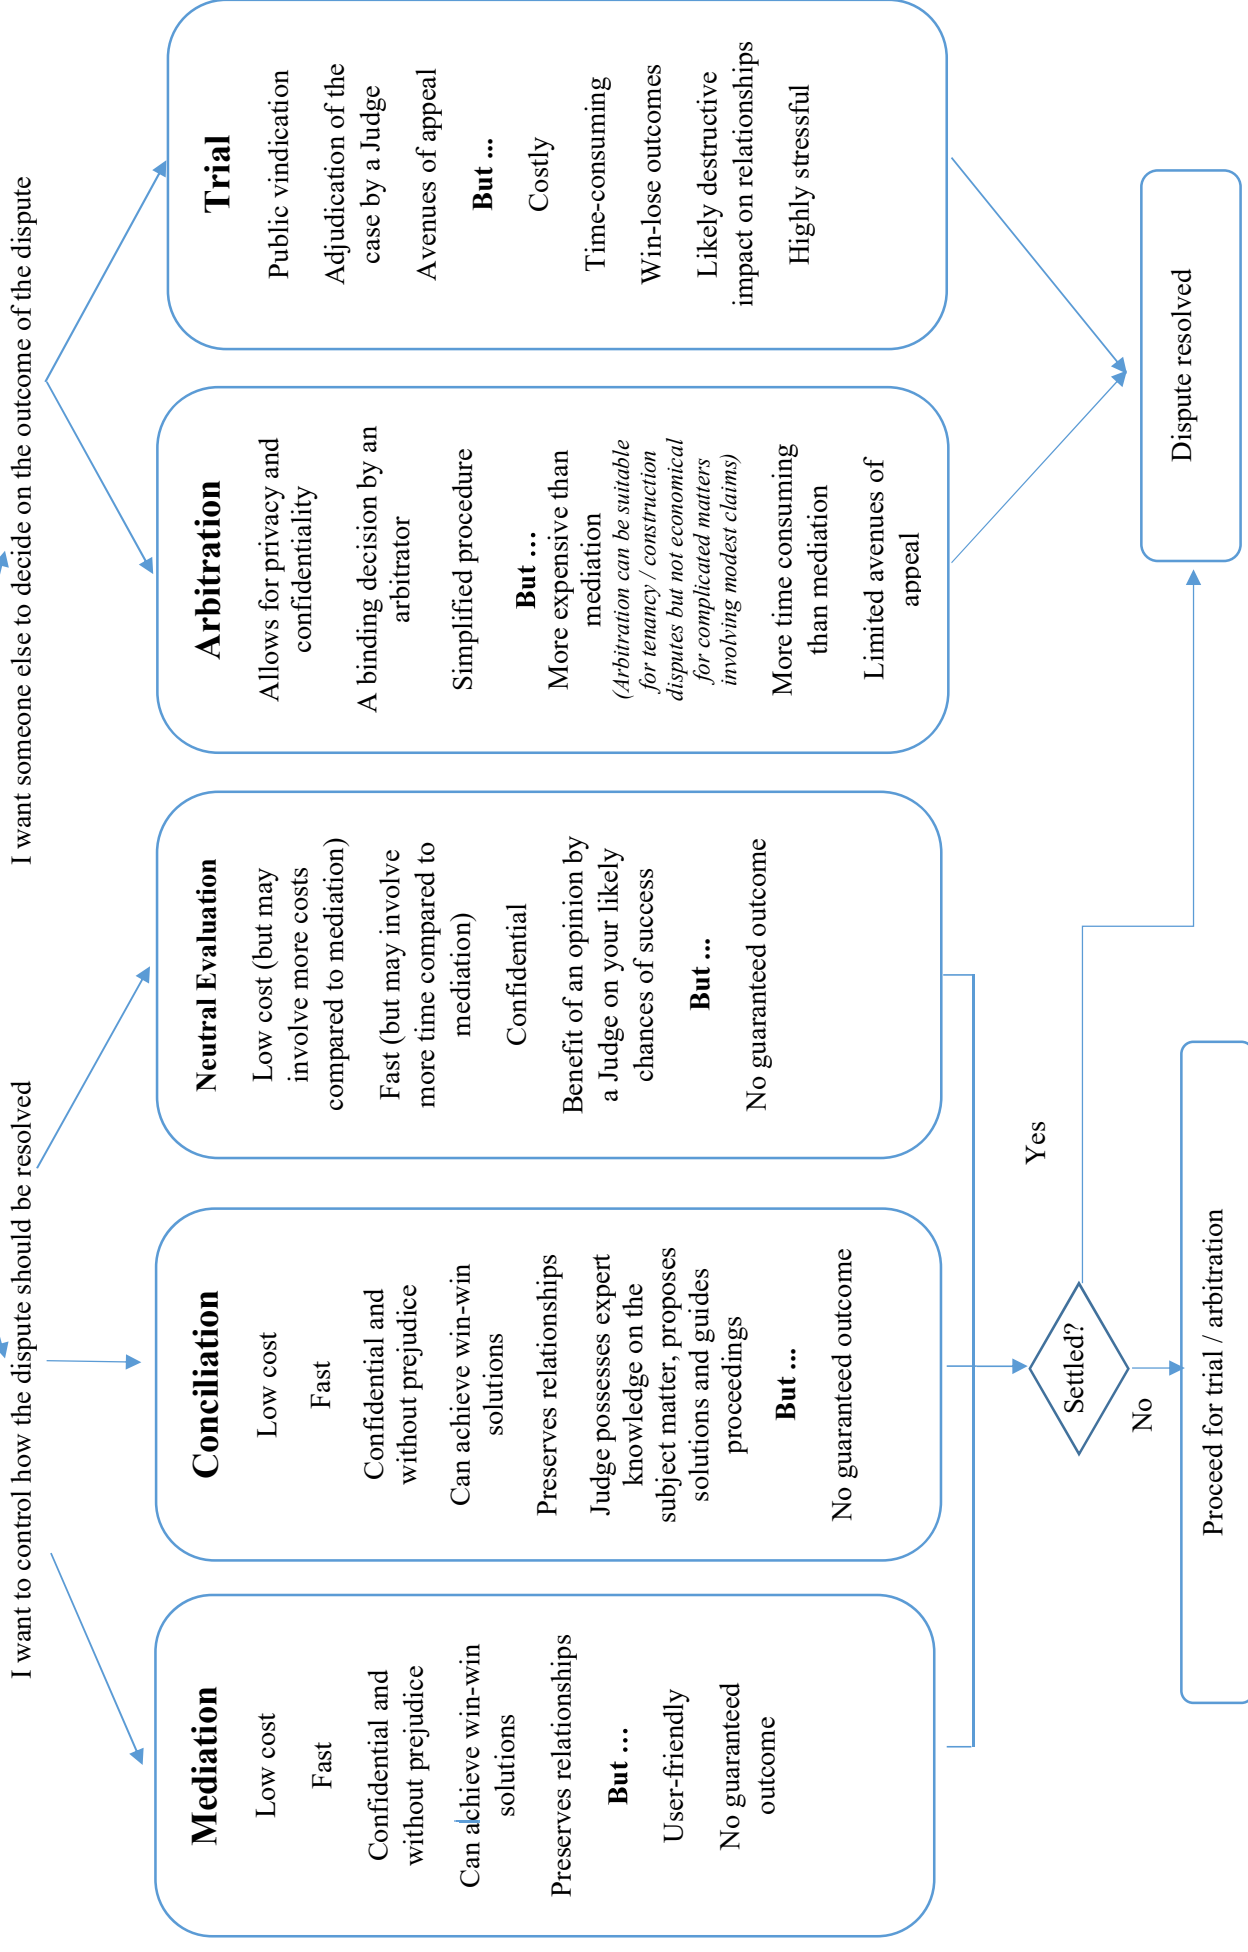 I want to control how the dispute should be resolved
I want someone else to decide on the outcome of the dispute
Mediation
Low cost
Fast
Confidential and
without prejudice
Can achieve win-win
solutions
Preserves relationships
But ...
User-friendly
No guaranteed
outcome
Conciliation
Low cost
Fast
Confidential and
without prejudice
Can achieve win-win
solutions
Preserves relationships
Judge possesses expert
knowledge on the
subject matter, proposes
solutions and guides
proceedings
But ...
No guaranteed outcome
Neutral Evaluation
Low cost (but may
involve more costs
compared to mediation)
Fast (but may involve
more time compared to
mediation)
Confidential
Benefit of an opinion by
a Judge on your likely
chances of success
But ...
No guaranteed outcome
Arbitration
Allows for privacy and
confidentiality
A binding decision by an
arbitrator
Simplified procedure
But ...
More expensive than
mediation
(Arbitration can be suitable
for tenancy / construction
disputes but not economical
for complicated matters
involving modest claims)
More time consuming
than mediation
Limited avenues of
appeal
Trial
Public vindication
Adjudication of the
case by a Judge
Avenues of appeal
But ...
Costly
Time-consuming
Win-lose outcomes
Likely destructive
impact on relationships
Highly stressful
Settled?
Yes
No
Proceed for trial / arbitration
Dispute resolved